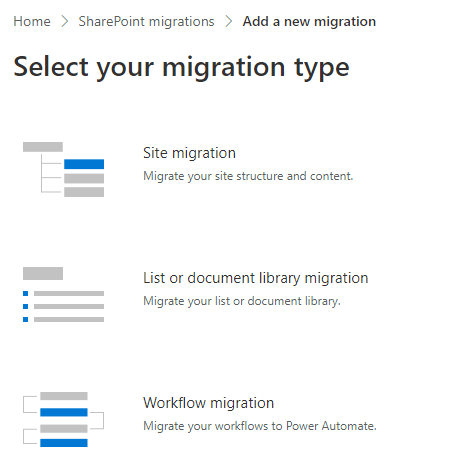 Home > SharePoint migrations > Add a new migration
Select your migration type
Site migration
Migrate your site structure and content.
List or document library migration
Migrate your list or document library.
Workflow migration
Migrate your workflows to Power Automate.